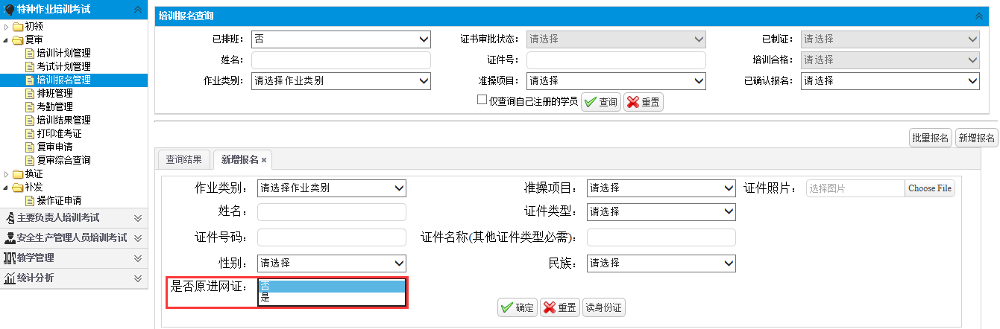 特种作业培训考试
初领
复审
培训计划管理
考试计划管理
培训报名管理
排班管理
考勤管理
培训结果管理
打印准考证
复审申请
复审综合查询
换证
补发
操作证申请
主要负责人培训考试
安全生产管理人员培训考试
教学管理
统计分析
培训报名查询
已排班： 否 证书审批状态： 请选择 已制证： 请选择
姓名： 证件号： 培训合格： 请选择
作业类别： 请选择作业类别 准操项目： 请选择 已确认报名： 请选择
仅查询自己注册的学员 查询 重置
批量报名 新增报名
查询结果 新增报名 ×
作业类别： 请选择作业类别 准操项目： 请选择 证件照片： 选择图片 Choose File
姓名： 证件类型： 请选择
证件号码： 证件名称(其他证件类型必需)：
性别： 请选择 民族： 请选择
是否原进网证： 否
是
确定 重置 读身份证